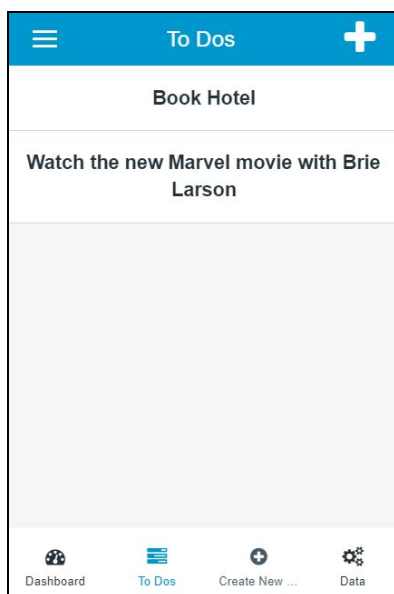 To Dos
Book Hotel
Watch the new Marvel movie with Brie
Larson
Dashboard
To Dos
Create New ...
Data